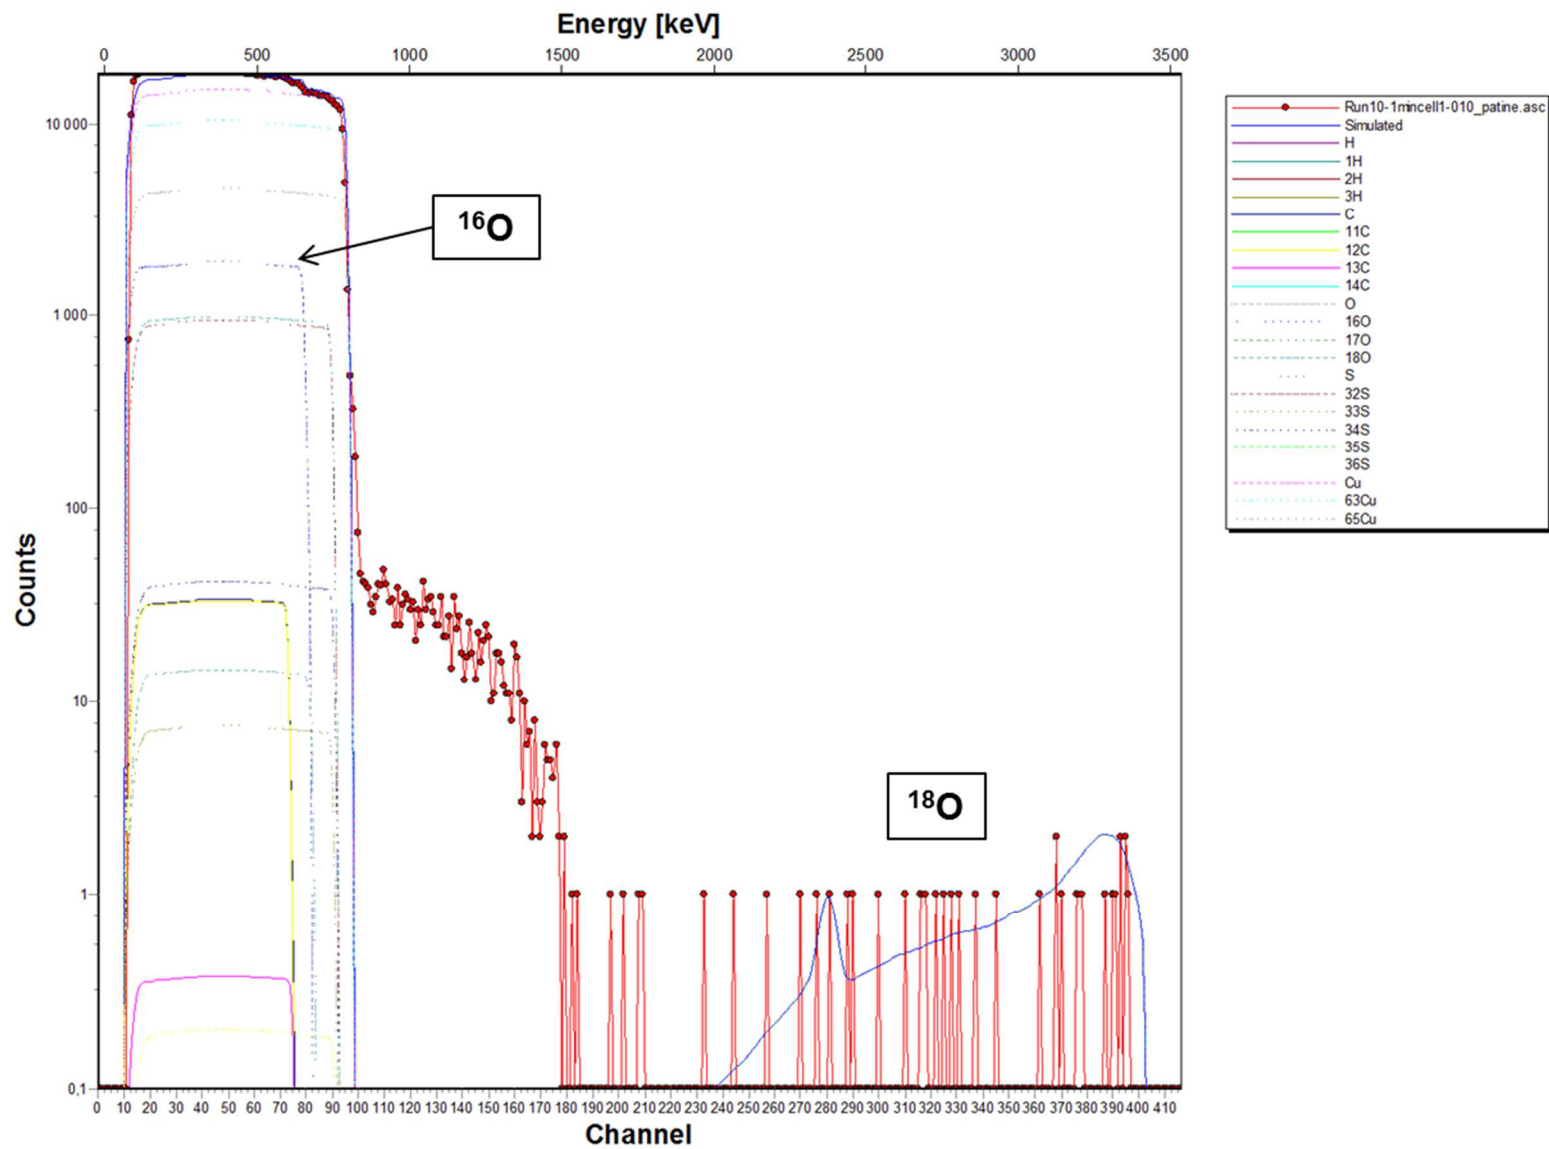 Energy [keV]
0 500 1000 1500 2000 2500 3000 3500
10 000
1 000
100
10
1
0,1
Counts
¹⁶O
¹⁸O
0 10 20 30 40 50 60 70 80 90 100 110 120 130 140 150 160 170 180 190 200 210 220 230 240 250 260 270 280 290 300 310 320 330 340 350 360 370 380 390 400 410
Channel
Run10-1mincell1-010_patine.asc
Simulated
H
1H
2H
3H
C
11C
12C
13C
14C
O
16O
17O
18O
S
32S
33S
34S
35S
36S
Cu
63Cu
65Cu